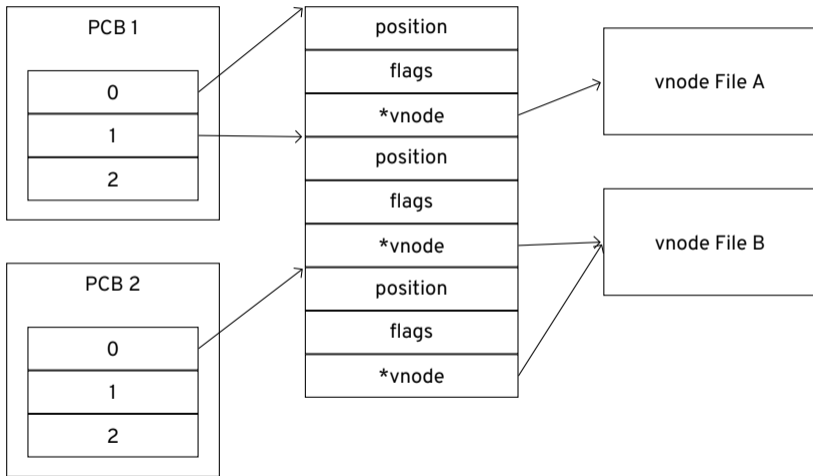 PCB 1
0
1
2
PCB 2
0
1
2
position
flags
*vnode
position
flags
*vnode
position
flags
*vnode
vnode File A
vnode File B